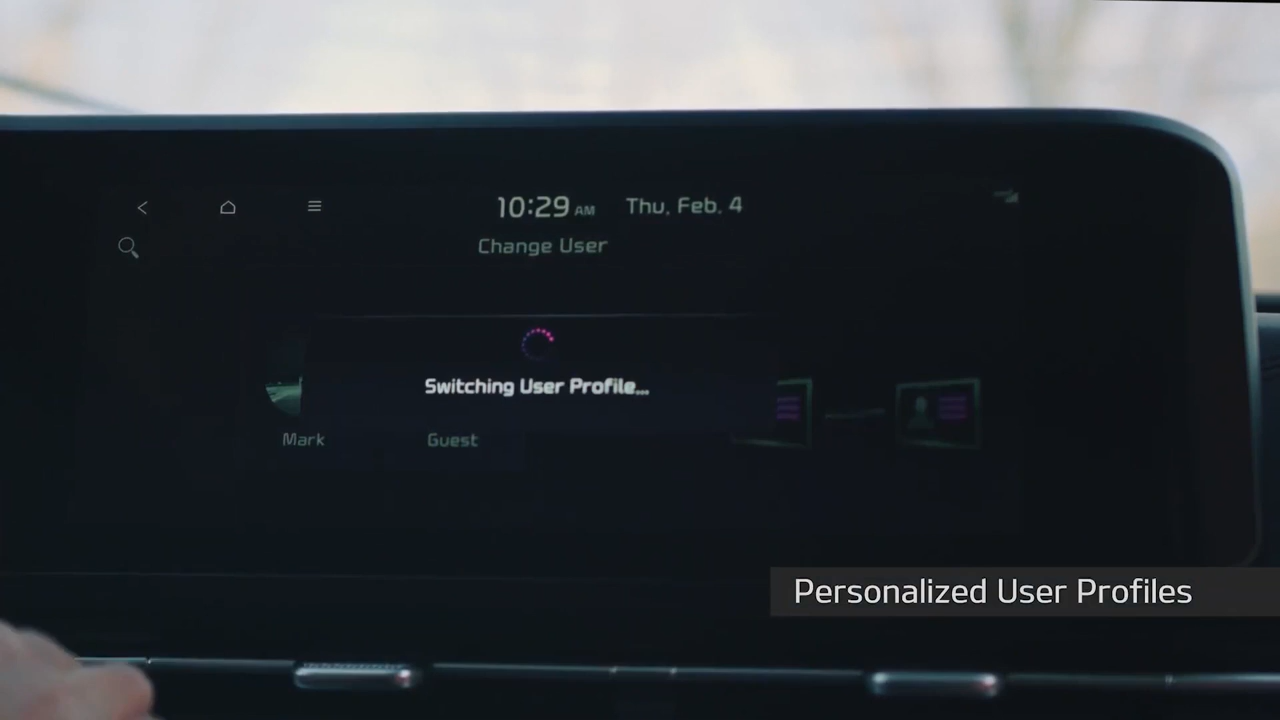 10:29 AM Thu, Feb. 4
Change User
Switching User Profile...
Mark Guest
Personalized User Profiles